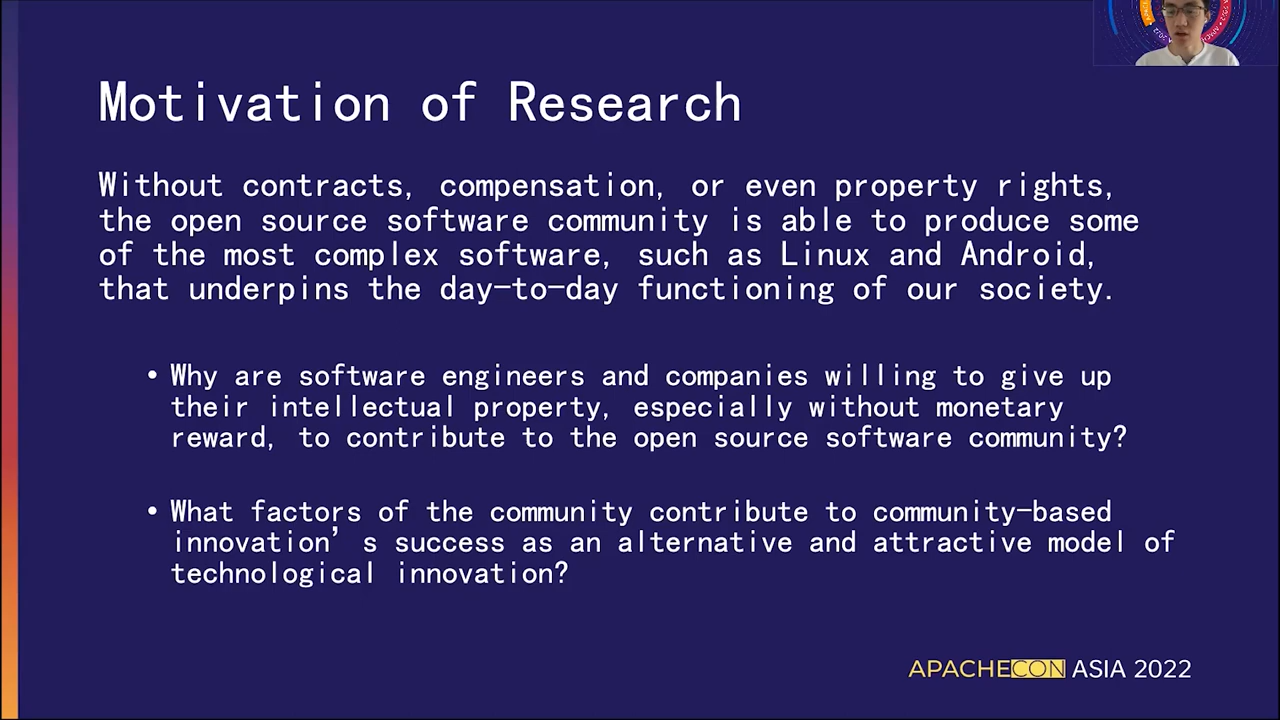 Motivation of Research
Without contracts, compensation, or even property rights,
the open source software community is able to produce some
of the most complex software, such as Linux and Android,
that underpins the day-to-day functioning of our society.
• Why are software engineers and companies willing to give up
their intellectual property, especially without monetary
reward, to contribute to the open source software community?
• What factors of the community contribute to community-based
innovation's success as an alternative and attractive model of
technological innovation?
APACHECON ASIA 2022